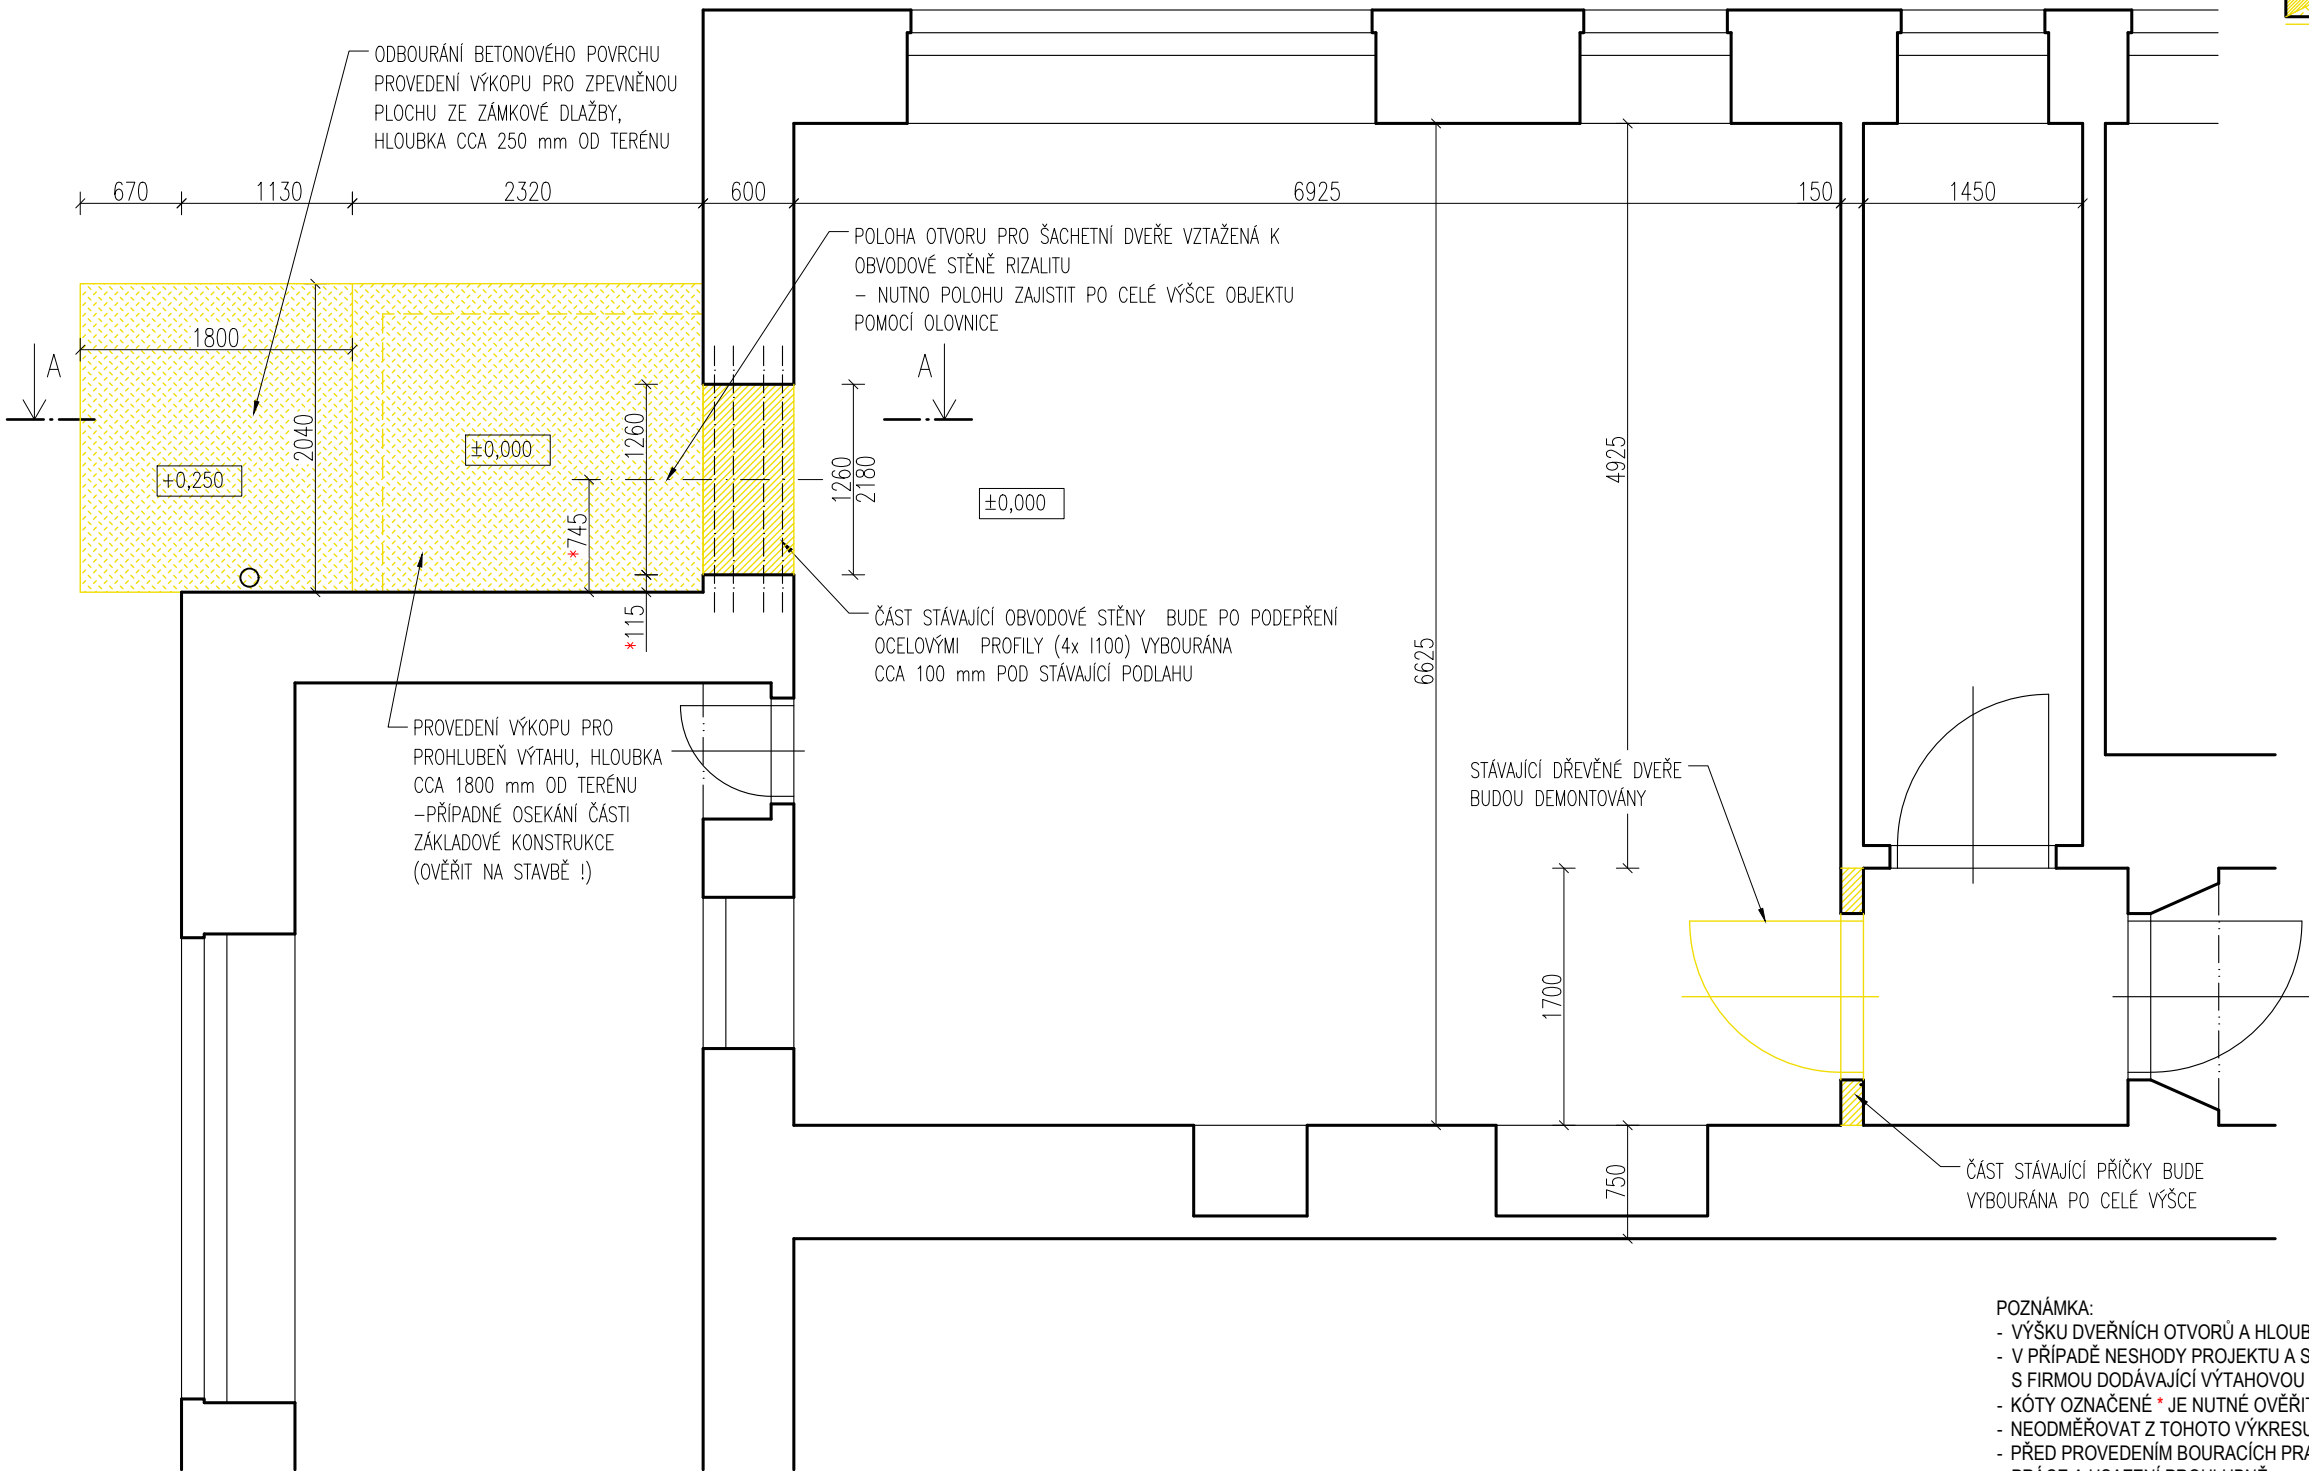 ODBOURÁNÍ BETONOVÉHO POVRCHU
PROVEDENÍ VÝKOPU PRO ZPEVNĚNOU
PLOCHU ZE ZÁMKOVÉ DLAŽBY,
HLOUBKA CCA 250 mm OD TERÉNU
670 1130 2320 600 6925 150 1450
POLOHA OTVORU PRO ŠACHETNÍ DVEŘE VZTAŽENÁ K
OBVODOVÉ STĚNĚ RIZALITU
– NUTNO POLOHU ZAJISTIT PO CELÉ VÝŠCE OBJEKTU
POMOCÍ OLOVNICE
1800
A
A
2040
1260
±0,000
+0,250
1260
2180
±0,000
4925
*745
*115
ČÁST STÁVAJÍCÍ OBVODOVÉ STĚNY BUDE PO PODEPŘENÍ
OCELOVÝMI PROFILY (4x I100) VYBOURÁNA
CCA 100 mm POD STÁVAJÍCÍ PODLAHU
6625
PROVEDENÍ VÝKOPU PRO
PROHLUBEŇ VÝTAHU, HLOUBKA
CCA 1800 mm OD TERÉNU
–PŘÍPADNÉ OSEKÁNÍ ČÁSTI
ZÁKLADOVÉ KONSTRUKCE
(OVĚŘIT NA STAVBĚ !)
STÁVAJÍCÍ DŘEVĚNÉ DVEŘE
BUDOU DEMONTOVÁNY
1700
750
ČÁST STÁVAJÍCÍ PŘÍČKY BUDE
VYBOURÁNA PO CELÉ VÝŠCE
POZNÁMKA:
- VÝŠKU DVEŘNÍCH OTVORŮ A HLOUB
- V PŘÍPADĚ NESHODY PROJEKTU A S
S FIRMOU DODÁVAJÍCÍ VÝTAHOVOU
- KÓTY OZNAČENÉ * JE NUTNÉ OVĚŘIT
- NEODMĚŘOVAT Z TOHOTO VÝKRESU
- PŘED PROVEDENÍM BOURACÍCH PRA